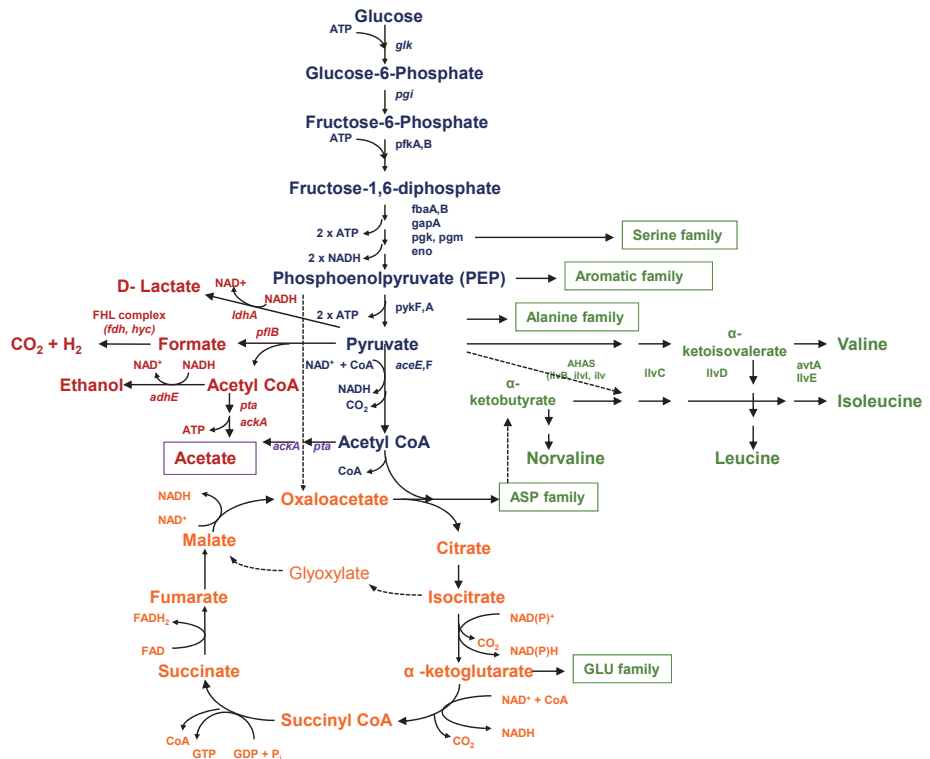 Glucose
ATP
glk
Glucose-6-Phosphate
pgi
Fructose-6-Phosphate
ATP
pfkA,B
Fructose-1,6-diphosphate
fbaA,B
gapA
2 x ATP
pgk, pgm
Serine family
eno
2 x NADH
Phosphoenolpyruvate (PEP)
Aromatic family
D- Lactate
NAD+
NADH
ldhA
2 x ATP
pykF,A
Alanine family
FHL complex
(fdh, hyc)
pflB
CO₂ + H₂
Formate
Pyruvate
α-
ketoisovalerate
Valine
NAD⁺ + CoA
aceE,F
AHAS
(ilvB, ilvI, ilv
IlvC
IlvD
avtA
IlvE
NAD⁺
NADH
Ethanol
adhE
Acetyl CoA
NADH
CO₂
α-
ketobutyrate
Isoleucine
pta
ackA
ATP
Acetate
ackA
pta
Acetyl CoA
Norvaline
Leucine
CoA
NADH
Oxaloacetate
ASP family
NAD⁺
Malate
Citrate
Glyoxylate
Fumarate
Isocitrate
FADH₂
NAD(P)⁺
CO₂
FAD
NAD(P)H
Succinate
α -ketoglutarate
GLU family
NAD⁺ + CoA
Succinyl CoA
NADH
CO₂
CoA
GTP
GDP + Pᵢ